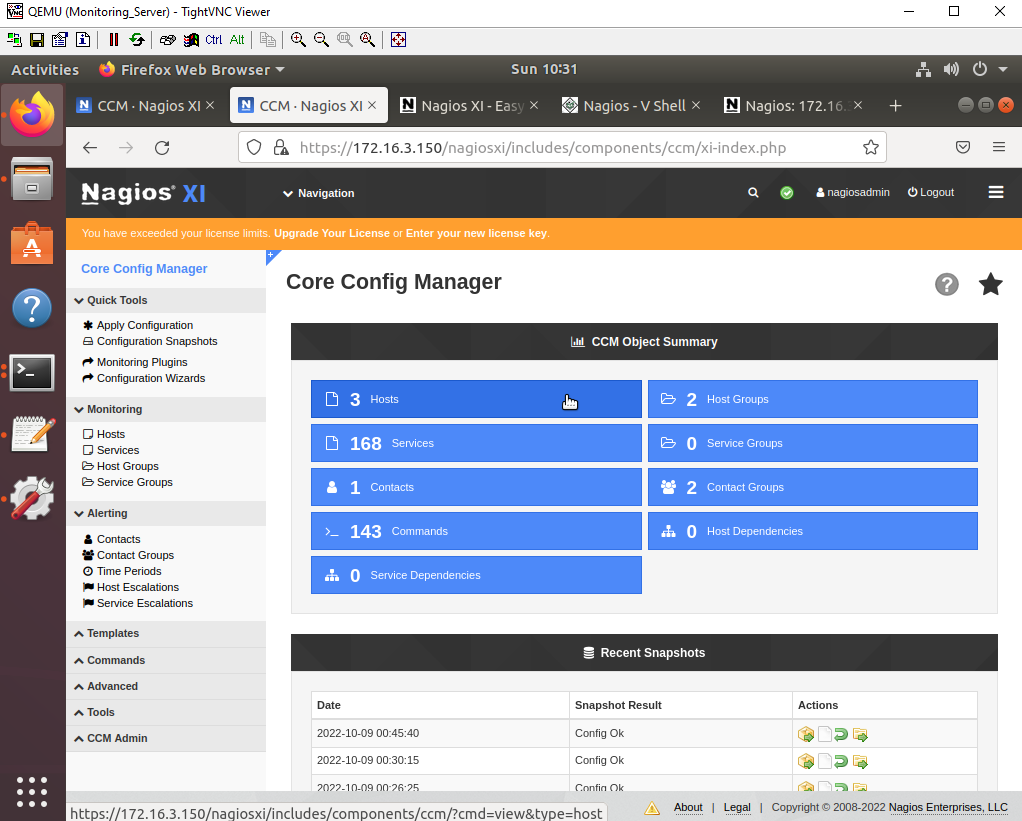 QEMU (Monitoring_Server) - TightVNC Viewer
Ctrl Alt
Activities Firefox Web Browser Sun 10:31
CCM · Nagios XI CCM · Nagios XI Nagios XI - Easy Nagios - V Shell Nagios: 172.16.3
https://172.16.3.150/nagiosxi/includes/components/ccm/xi-index.php
Nagios® XI Navigation nagiosadmin Logout
You have exceeded your license limits. Upgrade Your License or Enter your new license key.
Core Config Manager
Quick Tools
Apply Configuration
Configuration Snapshots
Monitoring Plugins
Configuration Wizards
Monitoring
Hosts
Services
Host Groups
Service Groups
Alerting
Contacts
Contact Groups
Time Periods
Host Escalations
Service Escalations
Templates
Commands
Advanced
Tools
CCM Admin
Core Config Manager
CCM Object Summary
3 Hosts 2 Host Groups
168 Services 0 Service Groups
1 Contacts 2 Contact Groups
143 Commands 0 Host Dependencies
0 Service Dependencies
Recent Snapshots
Date Snapshot Result Actions
2022-10-09 00:45:40 Config Ok
2022-10-09 00:30:15 Config Ok
2022-10-09 00:26:25 Config Ok
https://172.16.3.150/nagiosxi/includes/components/ccm/?cmd=view&type=host
About | Legal | Copyright © 2008-2022 Nagios Enterprises, LLC